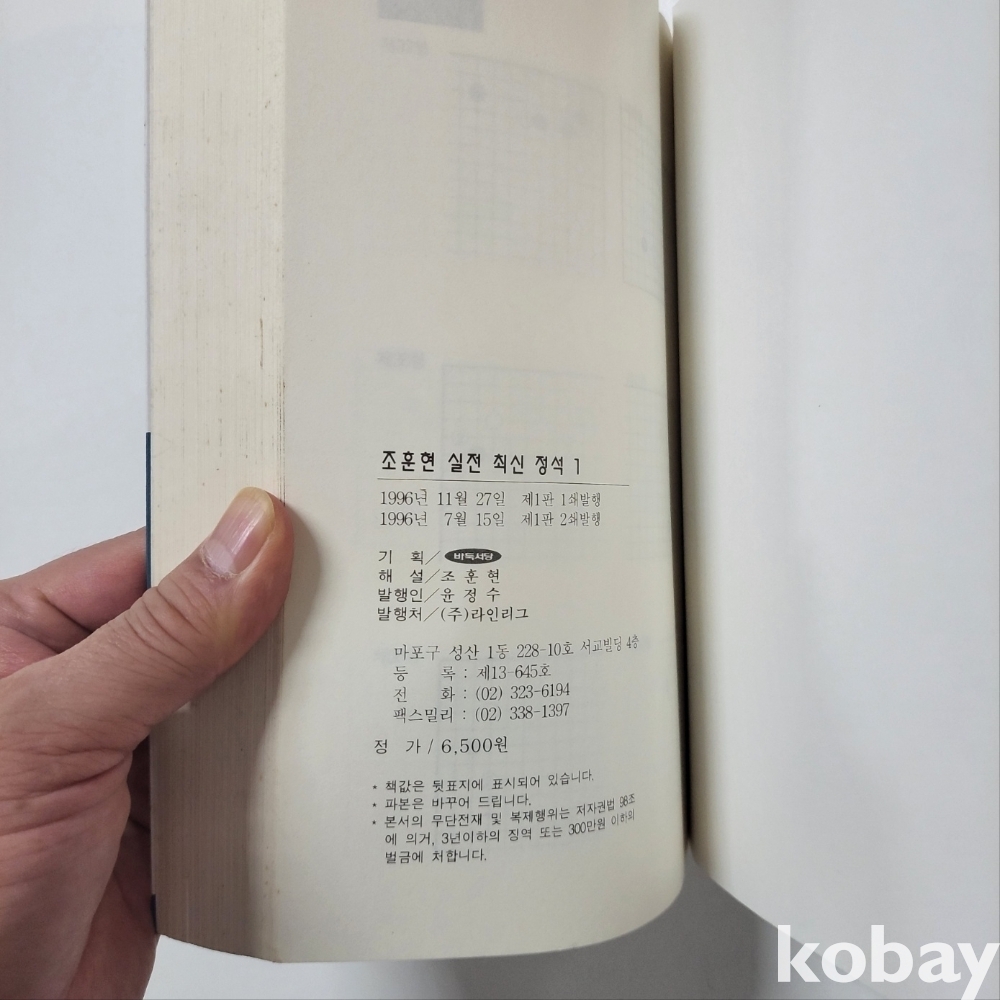 조훈현 실전 최신 정석 1
1996년 11월 27일 제1판 1쇄발행
1996년 7월 15일 제1판 2쇄발행
기 획/ 바둑서당
해 설/조 훈 현
발행인/윤 정 수
발행처/(주)라인리그
마포구 성산 1동 228-10호 서교빌딩 4층
등 록 : 제13-645호
전 화 : (02) 323-6194
팩스밀리 : (02) 338-1397
정 가 / 6,500원
* 책값은 뒷표지에 표시되어 있습니다.
* 파본은 바꾸어 드립니다.
* 본서의 무단전재 및 복제행위는 저자권법 98조
에 의거, 3년이하의 징역 또는 300만원 이하의
벌금에 처합니다.
kobay